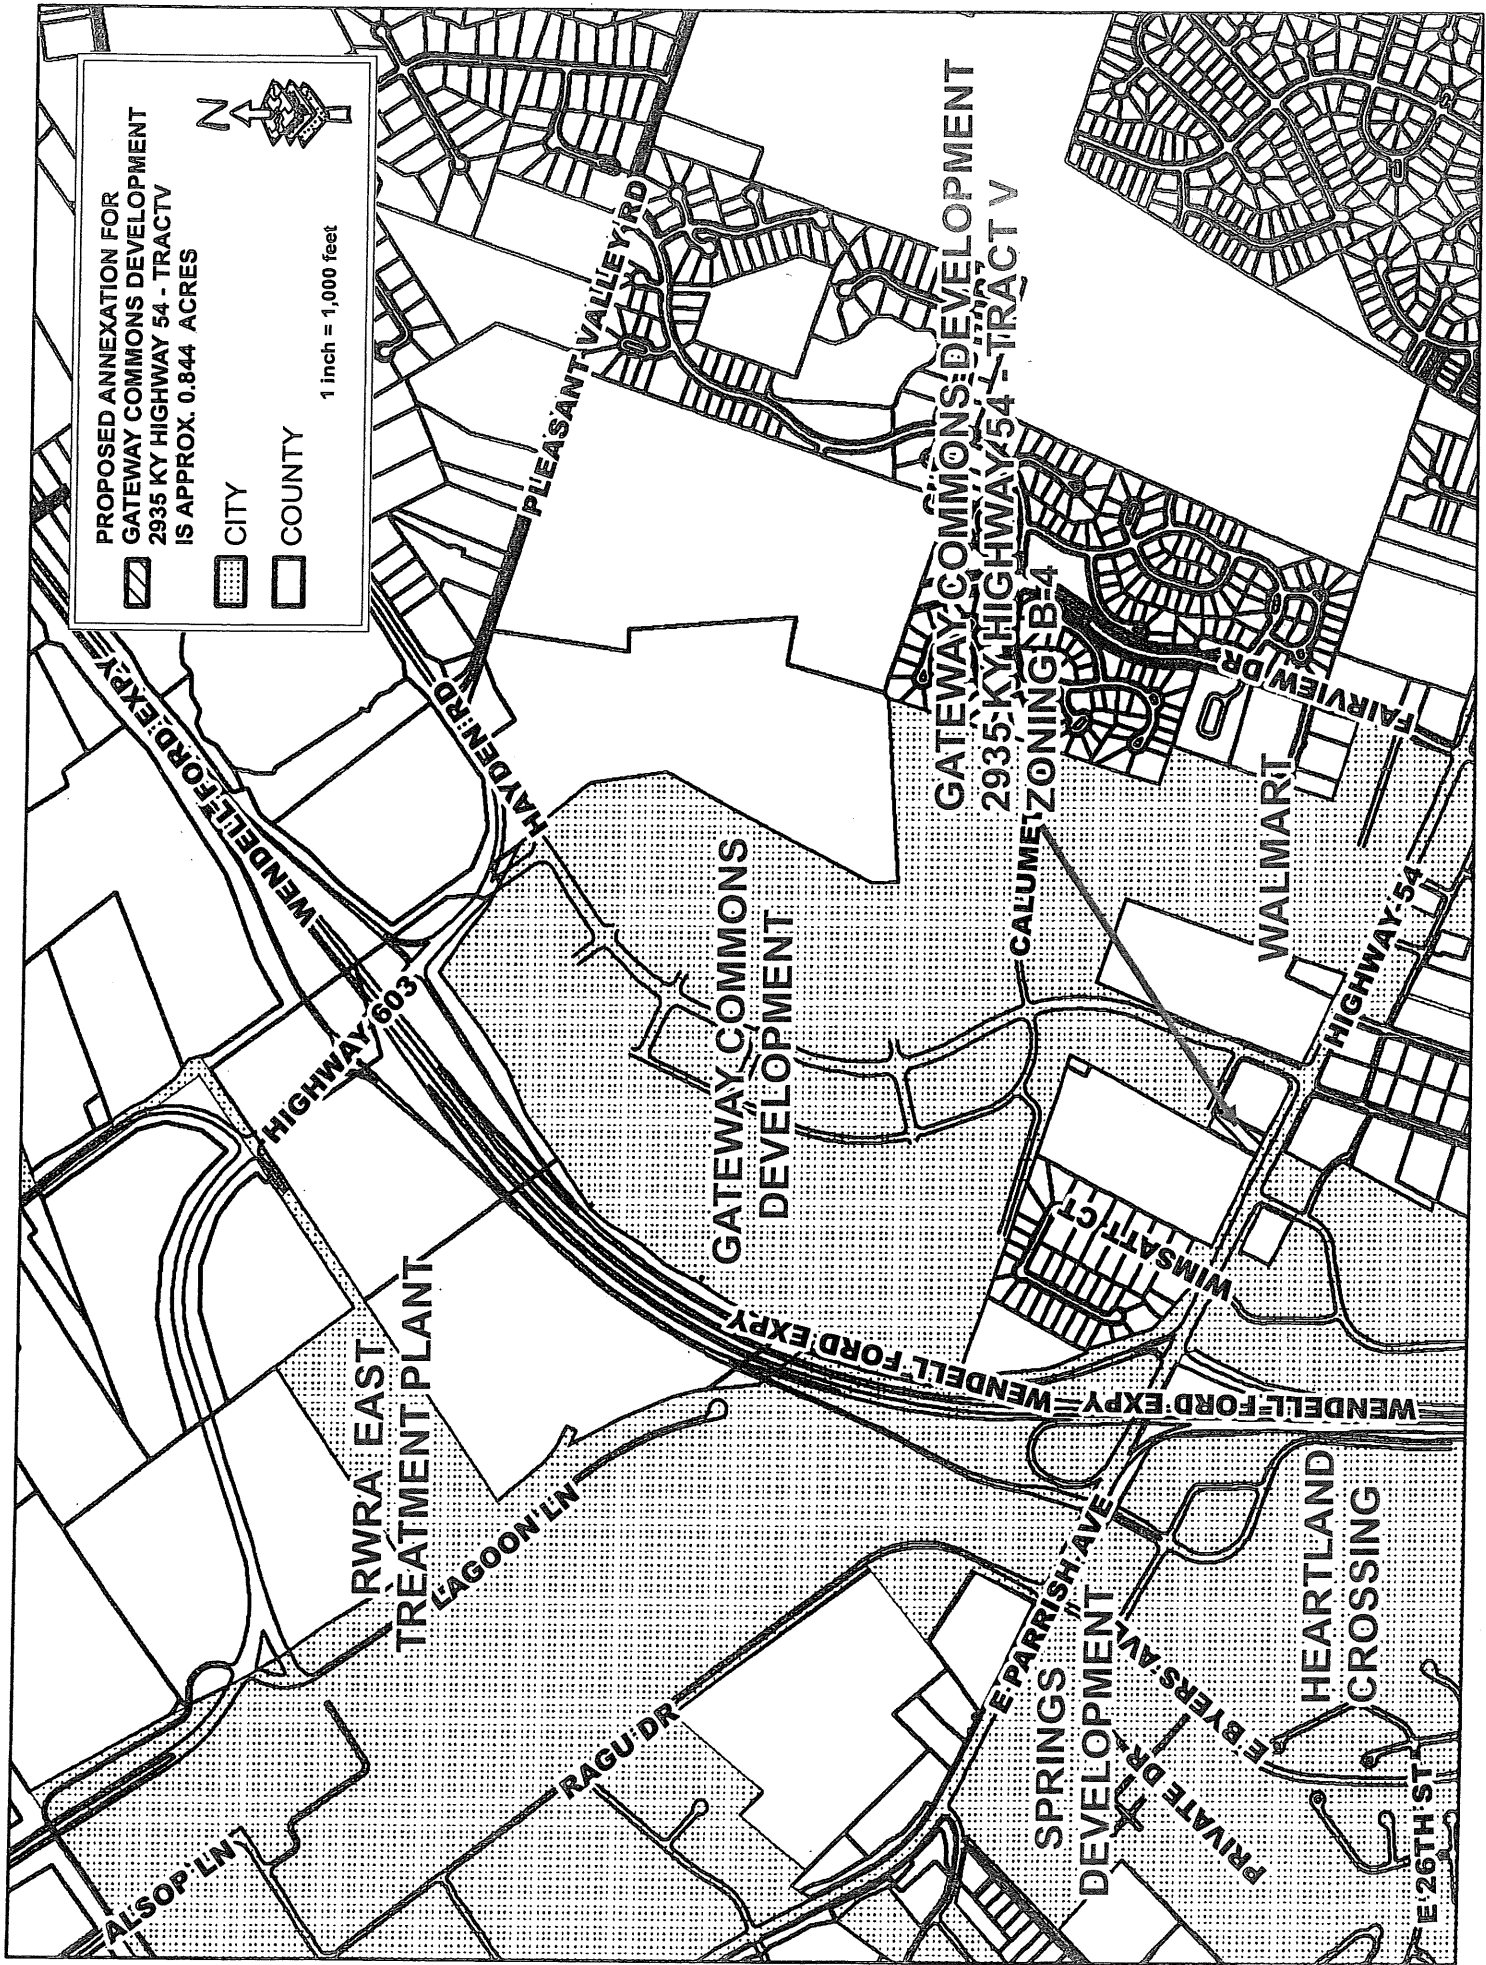 PROPOSED ANNEXATION FOR
GATEWAY COMMONS DEVELOPMENT
2935 KY HIGHWAY 54 - TRACTV
IS APPROX. 0.844 ACRES
CITY
COUNTY
1 inch = 1,000 feet
N
WENDELL FORD EXPY
WENDELL FORD EXPY
HAYDEN RD
PLEASANT VALLEY RD
HIGHWAY 603
RWRA EAST
TREATMENT PLANT
LAGOON LN
ALSOP LN
RAGU DR
GATEWAY COMMONS
DEVELOPMENT
WENDELL FORD EXPY
WENDELL FORD EXPY
GATEWAY COMMONS DEVELOPMENT
2935 KY HIGHWAY 54 - TRACT V
ZONING B-4
FAIRVIEW DR
WALMART
HIGHWAY 54
WIMSATT CT
E PARRISH AVE
SPRINGS
DEVELOPMENT
E BYERS AV
PRIVATE DR
HEARTLAND
CROSSING
E 26TH ST